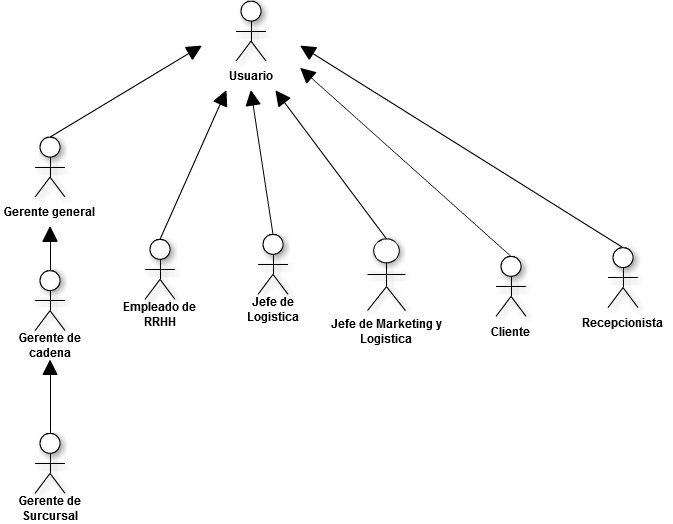 Usuario
Gerente general
Empleado de
RRHH
Jefe de
Logistica
Jefe de Marketing y
Logistica
Cliente
Recepcionista
Gerente de
cadena
Gerente de
Surcursal